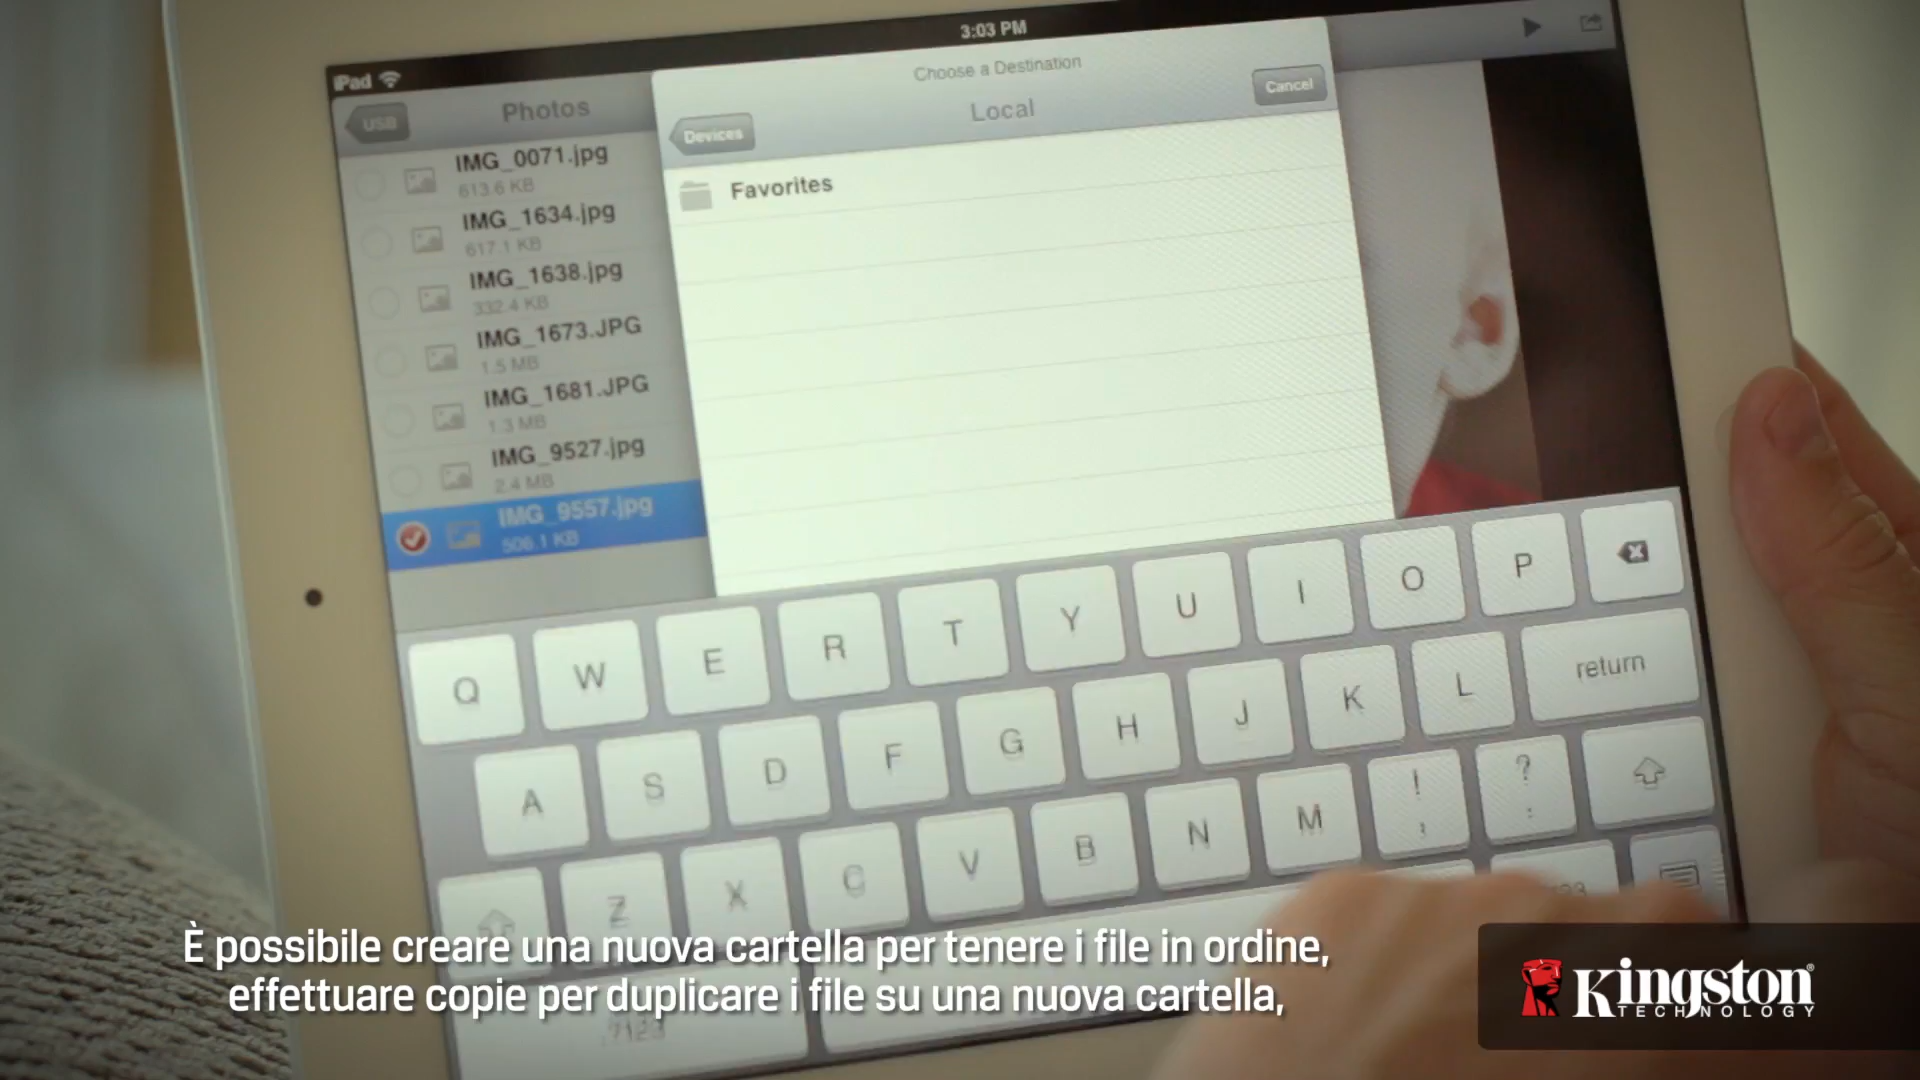 3:03 PM
iPad
Choose a Destination
Cancel
USB
Photos
Devices
Local
IMG_0071.jpg
613.6 KB
Favorites
IMG_1634.jpg
617.1 KB
IMG_1638.jpg
332.4 KB
IMG_1673.JPG
1.5 MB
IMG_1681.JPG
1.3 MB
IMG_9527.jpg
2.4 MB
IMG_9557.jpg
506.1 KB
Q W E R T Y U I O P
A S D F G H J K L return
Z X C V B N M ! , ? .
.?123
È possibile creare una nuova cartella per tenere i file in ordine,
effettuare copie per duplicare i file su una nuova cartella,
Kingston
TECHNOLOGY